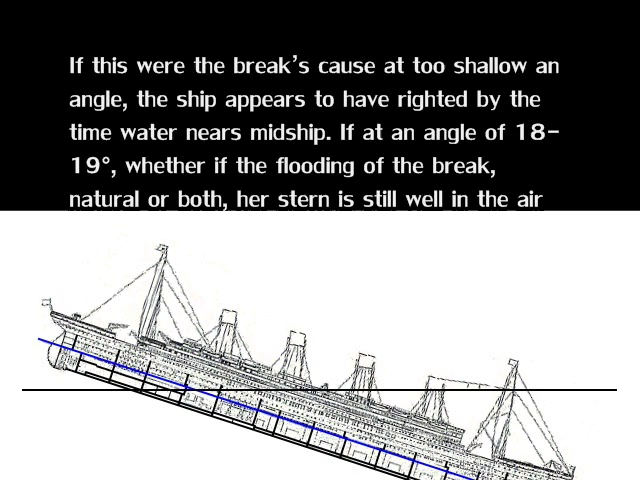 If this were the break's cause at too shallow an
angle, the ship appears to have righted by the
time water nears midship. If at an angle of 18-
19°, whether if the flooding of the break,
natural or both, her stern is still well in the air